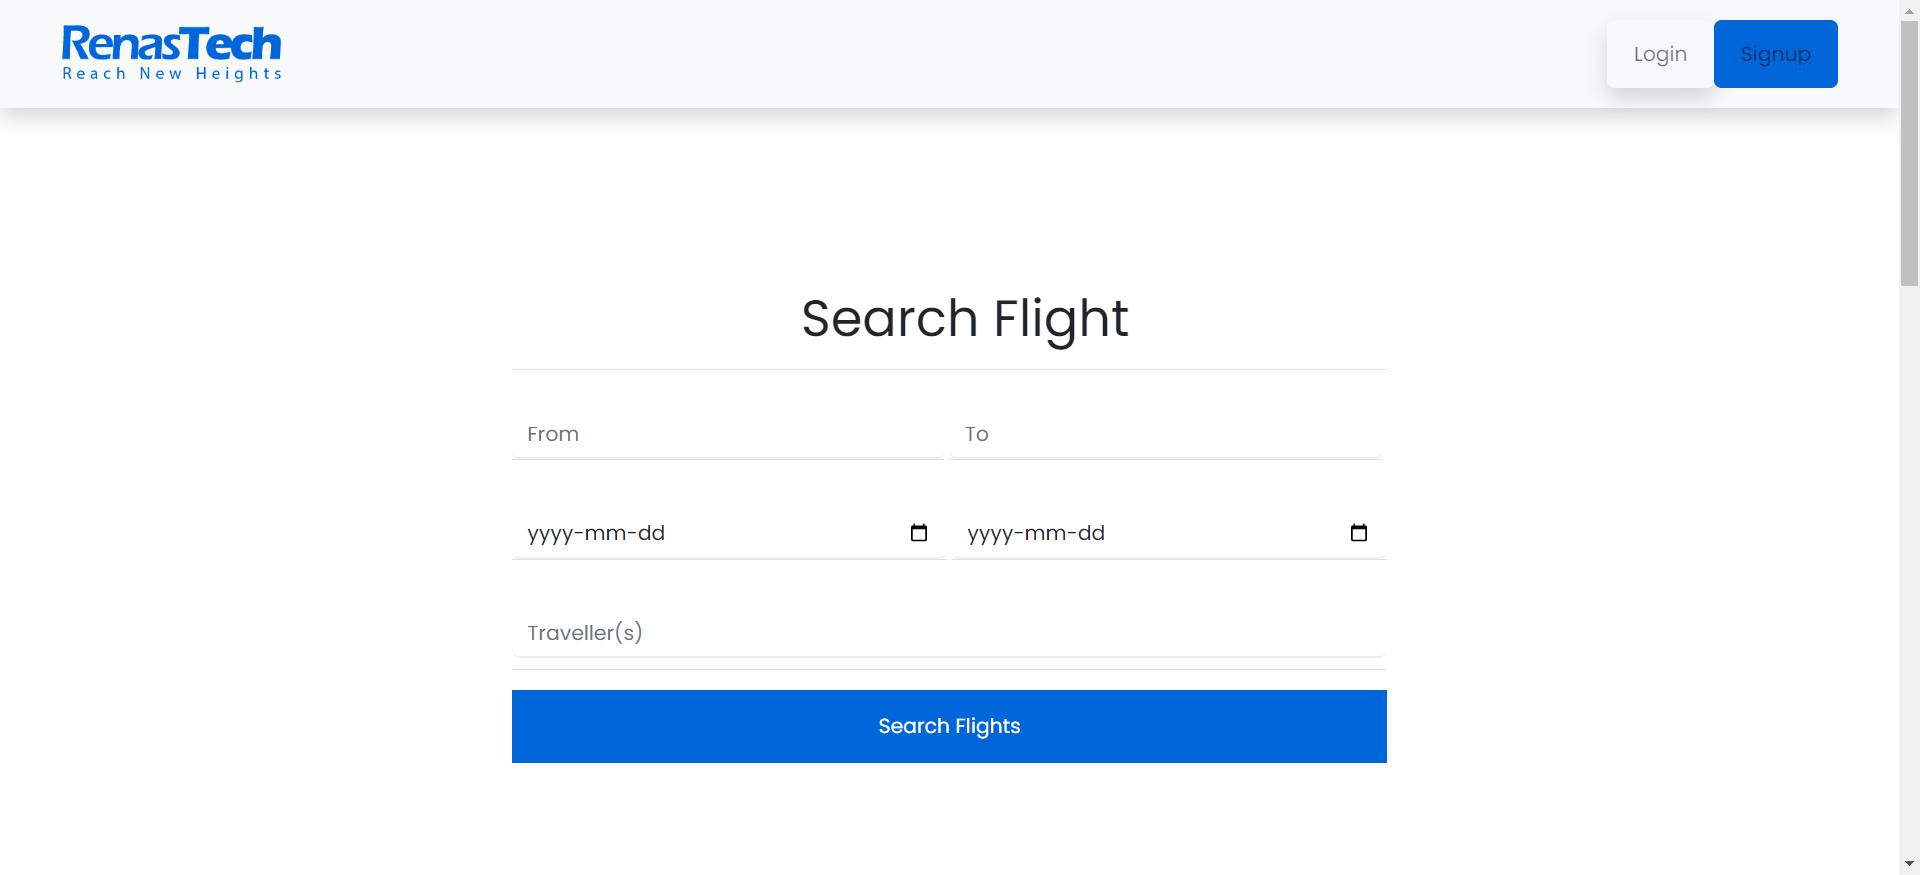 RenasTech
Reach New Heights
Login
Signup
Search Flight
From
To
yyyy-mm-dd
yyyy-mm-dd
Traveller(s)
Search Flights